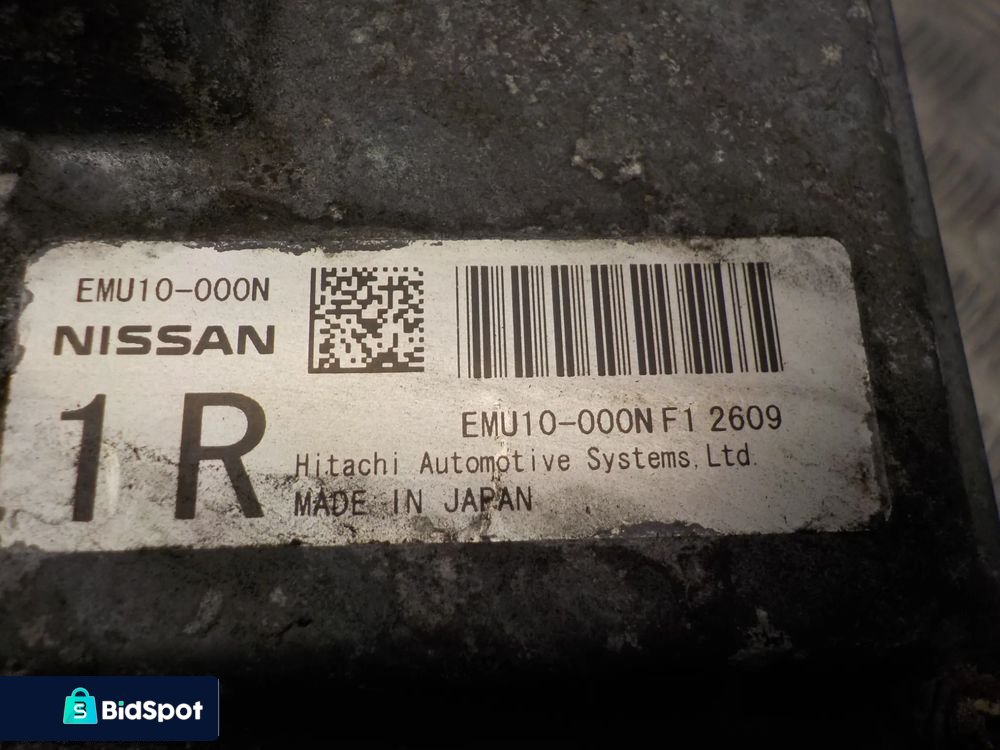 EMU10-000N
NISSAN
1R
EMU10-000N F1 2609
Hitachi Automotive Systems, Ltd.
MADE IN JAPAN
BidSpot